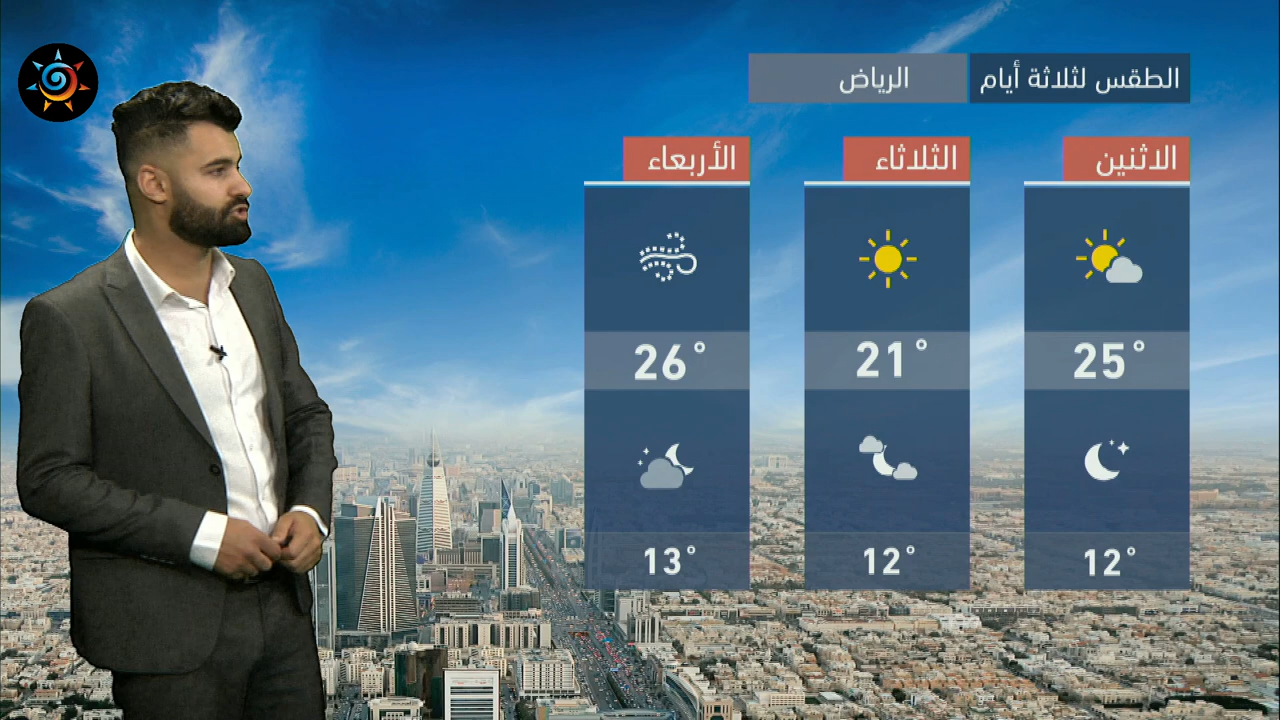 الطقس لثلاثة أيام
الرياض
الاثنين
الثلاثاء
الأربعاء
25°
21°
26°
12°
12°
13°